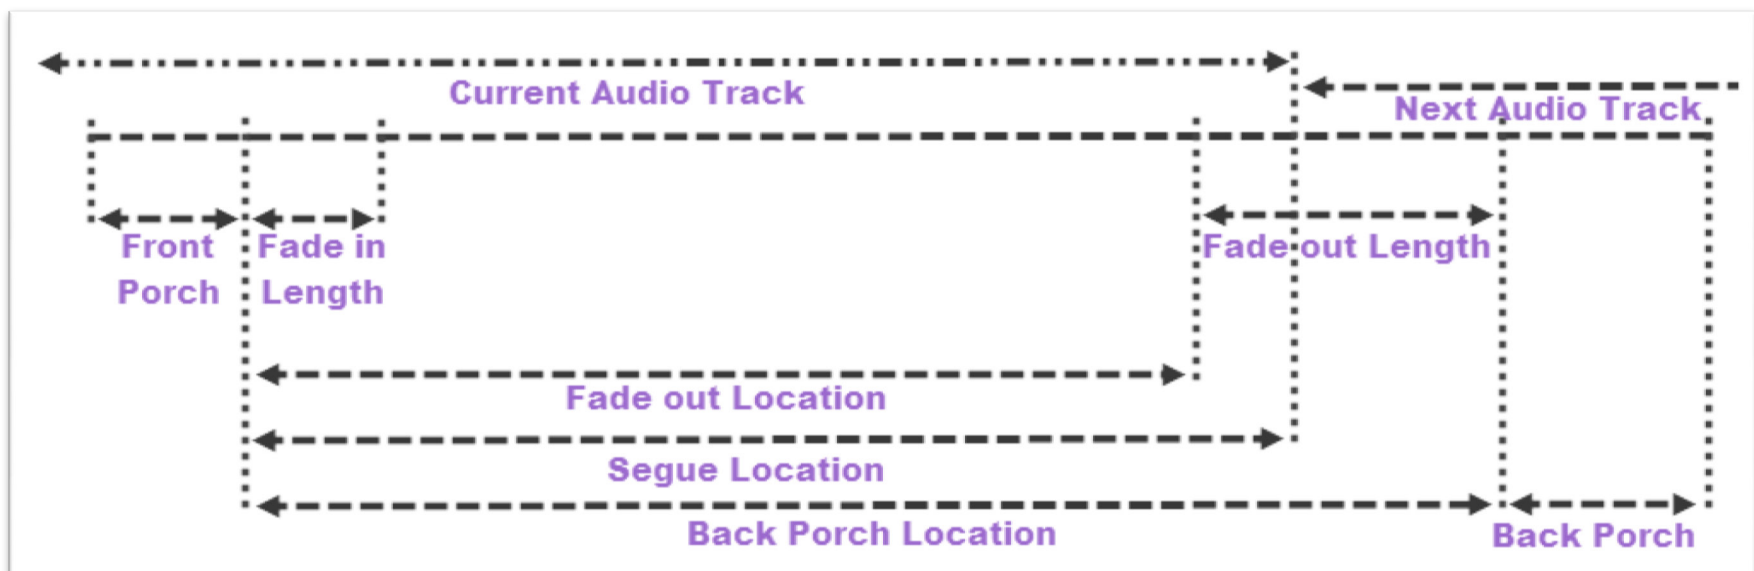 Current Audio Track
Next Audio Track
Front
Porch
Fade in
Length
Fade out Length
Fade out Location
Segue Location
Back Porch Location
Back Porch